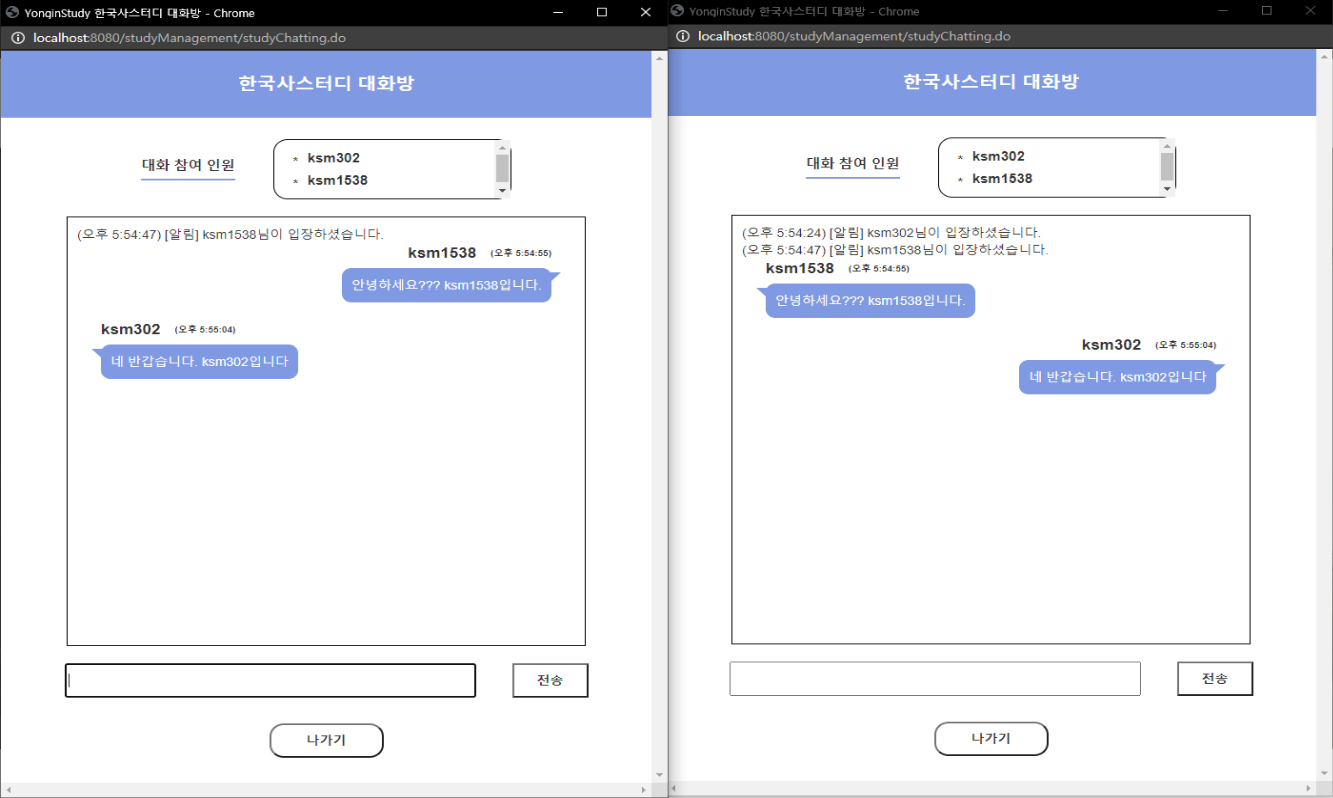 YonqinStudy 한국사스터디 대화방 - Chrome
localhost:8080/studyManagement/studyChatting.do
한국사스터디 대화방
대화 참여 인원
* ksm302
* ksm1538
(오후 5:54:47) [알림] ksm1538님이 입장하셨습니다.
ksm1538 (오후 5:54:55)
안녕하세요??? ksm1538입니다.
ksm302 (오후 5:55:04)
네 반갑습니다. ksm302입니다
전송
나가기
YonqinStudy 한국사스터디 대화방 - Chrome
localhost:8080/studyManagement/studyChatting.do
한국사스터디 대화방
대화 참여 인원
* ksm302
* ksm1538
(오후 5:54:24) [알림] ksm302님이 입장하셨습니다.
(오후 5:54:47) [알림] ksm1538님이 입장하셨습니다.
ksm1538 (오후 5:54:55)
안녕하세요??? ksm1538입니다.
ksm302 (오후 5:55:04)
네 반갑습니다. ksm302입니다
전송
나가기